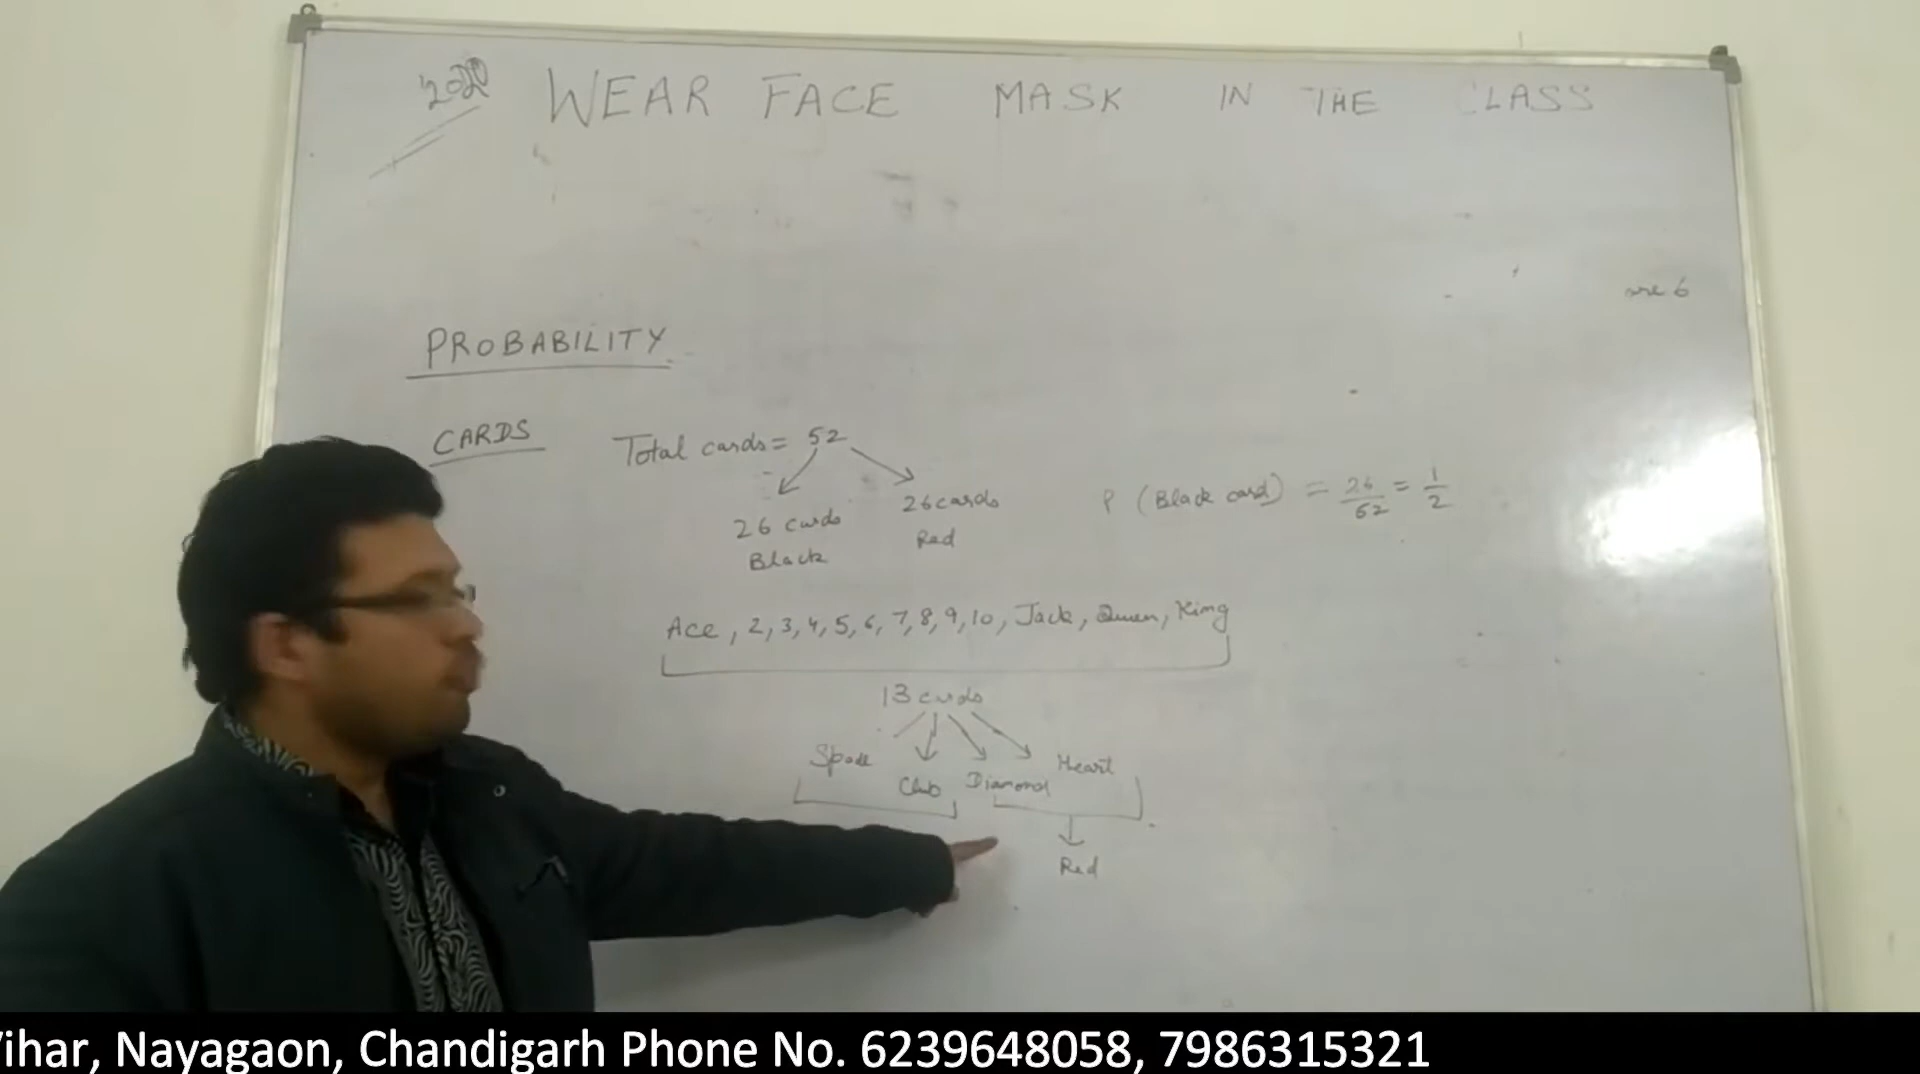 2020 WEAR FACE MASK IN THE CLASS
are 6
PROBABILITY
CARDS Total cards = 52
26 cards Black
26 cards Red
P (Black card) = 26/52 = 1/2
Ace, 2, 3, 4, 5, 6, 7, 8, 9, 10, Jack, Queen, King
13 cards
Spade Club Diamond Heart
Red
Vihar, Nayagaon, Chandigarh Phone No. 6239648058, 7986315321